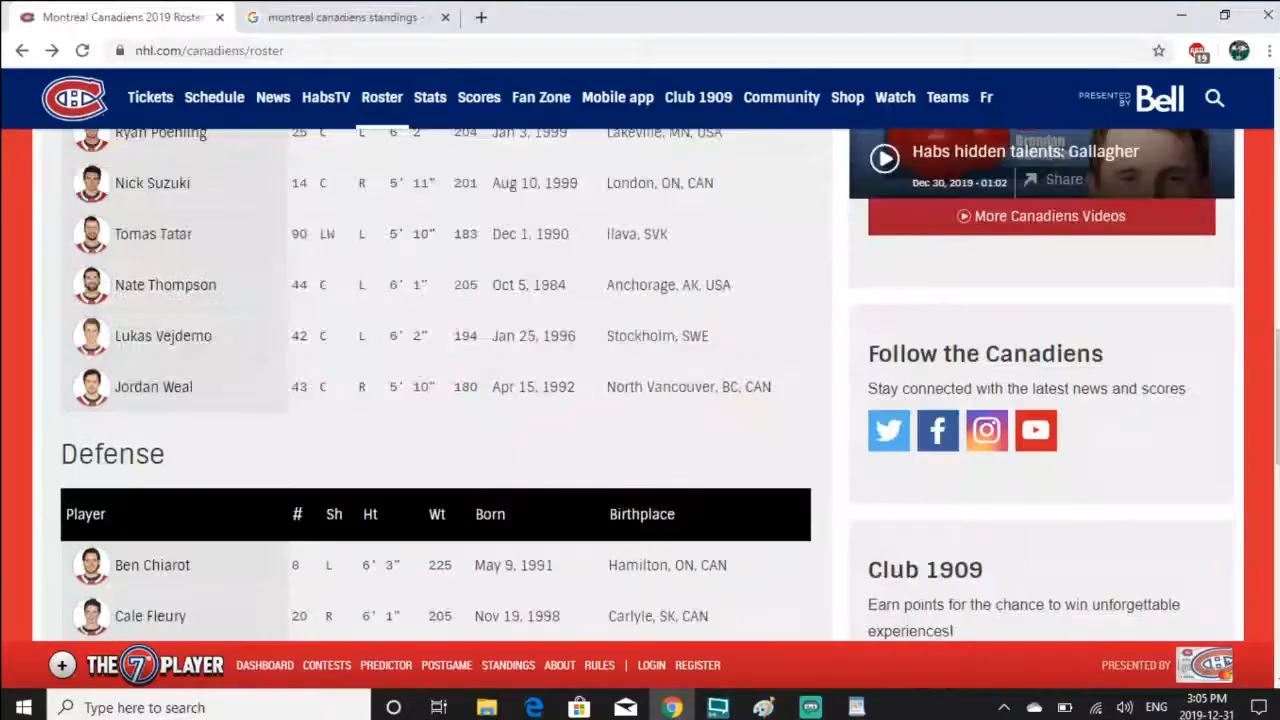 Montréal Canadiens 2019 Roster
montreal canadiens standings -
nhl.com/canadiens/roster
19
Tickets Schedule News HabsTV Roster Stats Scores Fan Zone Mobile app Club 1909 Community Shop Watch Teams Fr
PRESENTED BY Bell
Ryan Poehling 25 C L 6' 2" 204 Jan 3, 1999 Lakeville, MN, USA
Nick Suzuki 14 C R 5' 11" 201 Aug 10, 1999 London, ON, CAN
Tomas Tatar 90 LW L 5' 10" 183 Dec 1, 1990 Ilava, SVK
Nate Thompson 44 C L 6' 1" 205 Oct 5, 1984 Anchorage, AK, USA
Lukas Vejdemo 42 C L 6' 2" 194 Jan 25, 1996 Stockholm, SWE
Jordan Weal 43 C R 5' 10" 180 Apr 15, 1992 North Vancouver, BC, CAN
Defense
Player # Sh Ht Wt Born Birthplace
Ben Chiarot 8 L 6' 3" 225 May 9, 1991 Hamilton, ON, CAN
Cale Fleury 20 R 6' 1" 205 Nov 19, 1998 Carlyle, SK, CAN
Brendan
Habs hidden talents: Gallagher
Dec 30, 2019 - 01:02 Share
More Canadiens Videos
Follow the Canadiens
Stay connected with the latest news and scores
Club 1909
Earn points for the chance to win unforgettable
experiences!
THE 7TH PLAYER DASHBOARD CONTESTS PREDICTOR POSTGAME STANDINGS ABOUT RULES | LOGIN REGISTER
PRESENTED BY
Type here to search
ENG
3:05 PM
2019-12-31